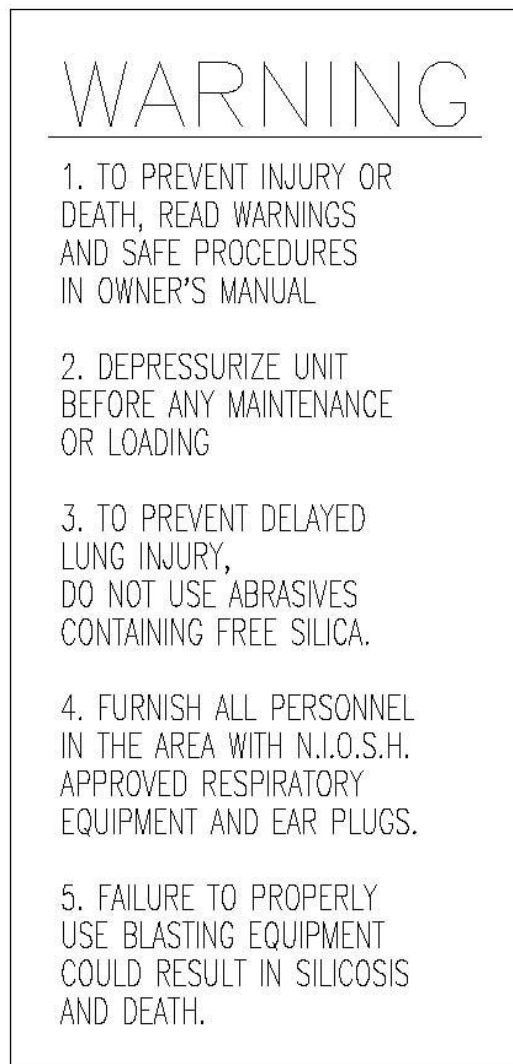 WARNING
1. TO PREVENT INJURY OR
DEATH, READ WARNINGS
AND SAFE PROCEDURES
IN OWNER'S MANUAL
2. DEPRESSURIZE UNIT
BEFORE ANY MAINTENANCE
OR LOADING
3. TO PREVENT DELAYED
LUNG INJURY,
DO NOT USE ABRASIVES
CONTAINING FREE SILICA.
4. FURNISH ALL PERSONNEL
IN THE AREA WITH N.I.O.S.H.
APPROVED RESPIRATORY
EQUIPMENT AND EAR PLUGS.
5. FAILURE TO PROPERLY
USE BLASTING EQUIPMENT
COULD RESULT IN SILICOSIS
AND DEATH.